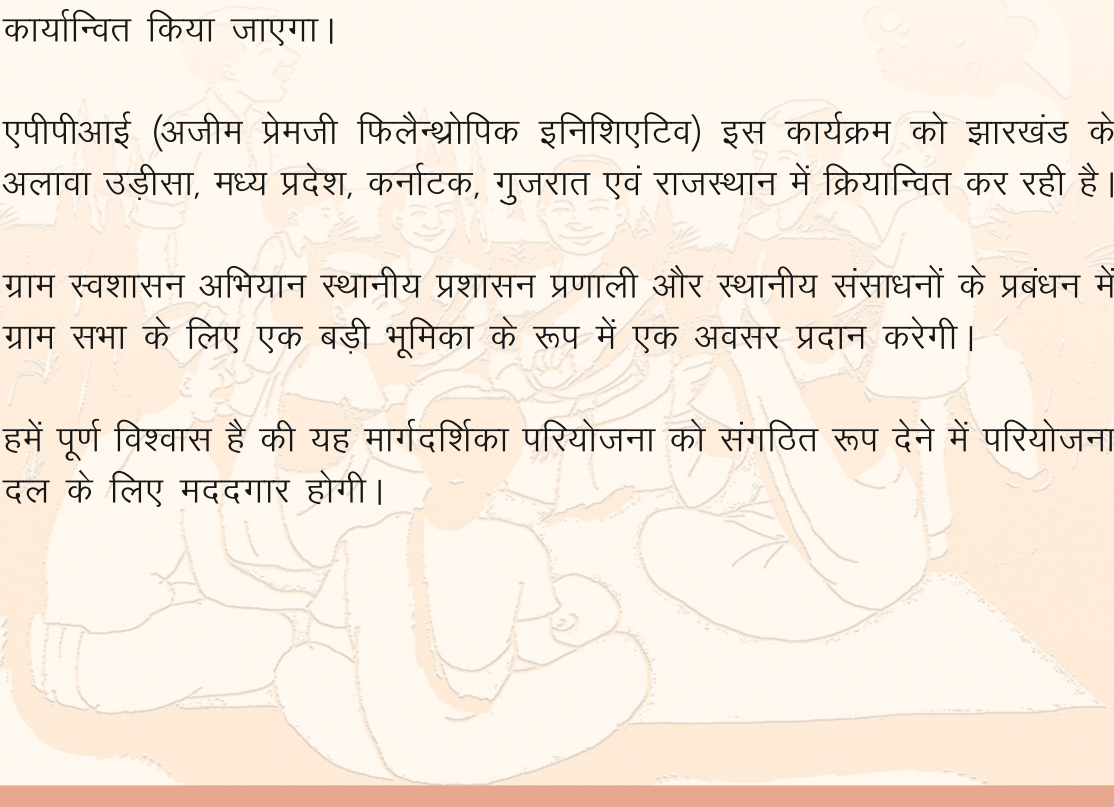 कार्यान्वित किया जाएगा।
एपीपीआई (अजीम प्रेमजी फिलैन्थ्रोपिक इनिशिएटिव) इस कार्यक्रम को झारखंड के
अलावा उड़ीसा, मध्य प्रदेश, कर्नाटक, गुजरात एवं राजस्थान में क्रियान्वित कर रही है।
ग्राम स्वशासन अभियान स्थानीय प्रशासन प्रणाली और स्थानीय संसाधनों के प्रबंधन में
ग्राम सभा के लिए एक बड़ी भूमिका के रूप में एक अवसर प्रदान करेगी।
हमें पूर्ण विश्वास है की यह मार्गदर्शिका परियोजना को संगठित रूप देने में परियोजना
दल के लिए मददगार होगी।